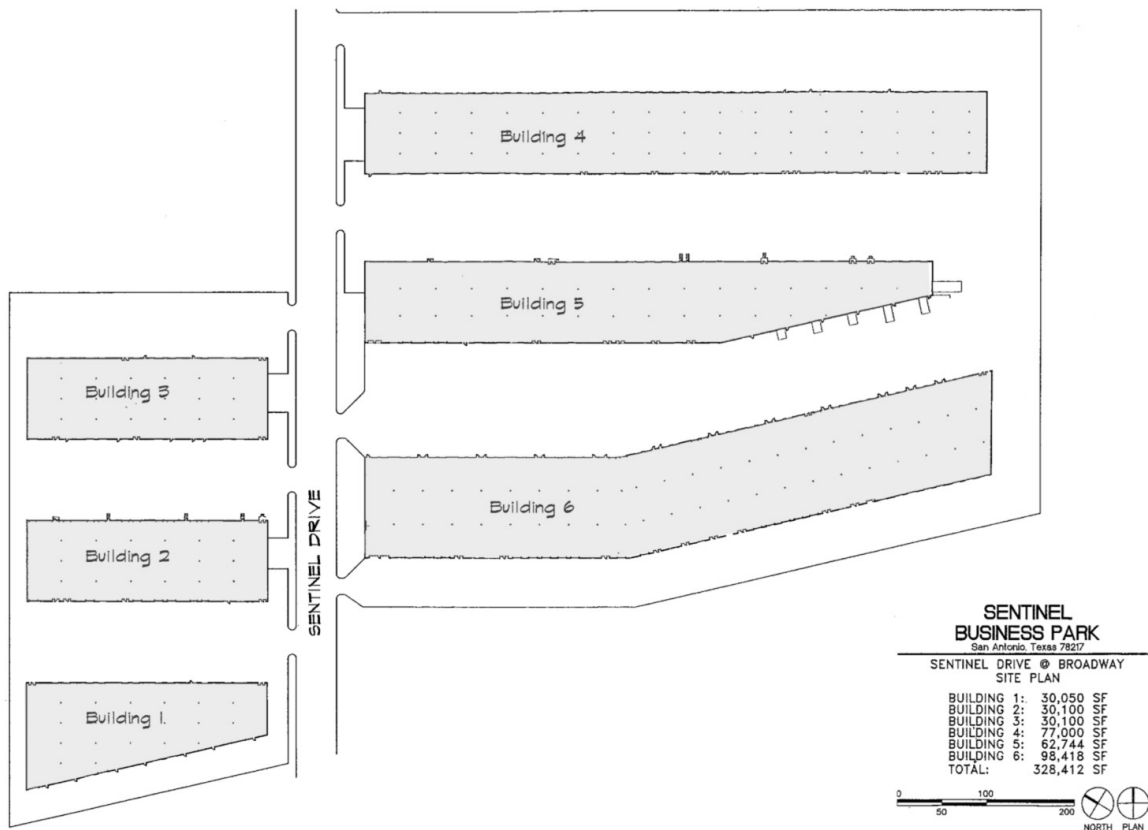 Building 4
Building 5
Building 3
Building 6
Building 2
SENTINEL DRIVE
Building 1
SENTINEL
BUSINESS PARK
San Antonio, Texas 78217
SENTINEL DRIVE @ BROADWAY
SITE PLAN
BUILDING 1: 30,050 SF
BUILDING 2: 30,100 SF
BUILDING 3: 30,100 SF
BUILDING 4: 77,000 SF
BUILDING 5: 62,744 SF
BUILDING 6: 98,418 SF
TOTAL: 328,412 SF
0 100
50 200
NORTH PLAN